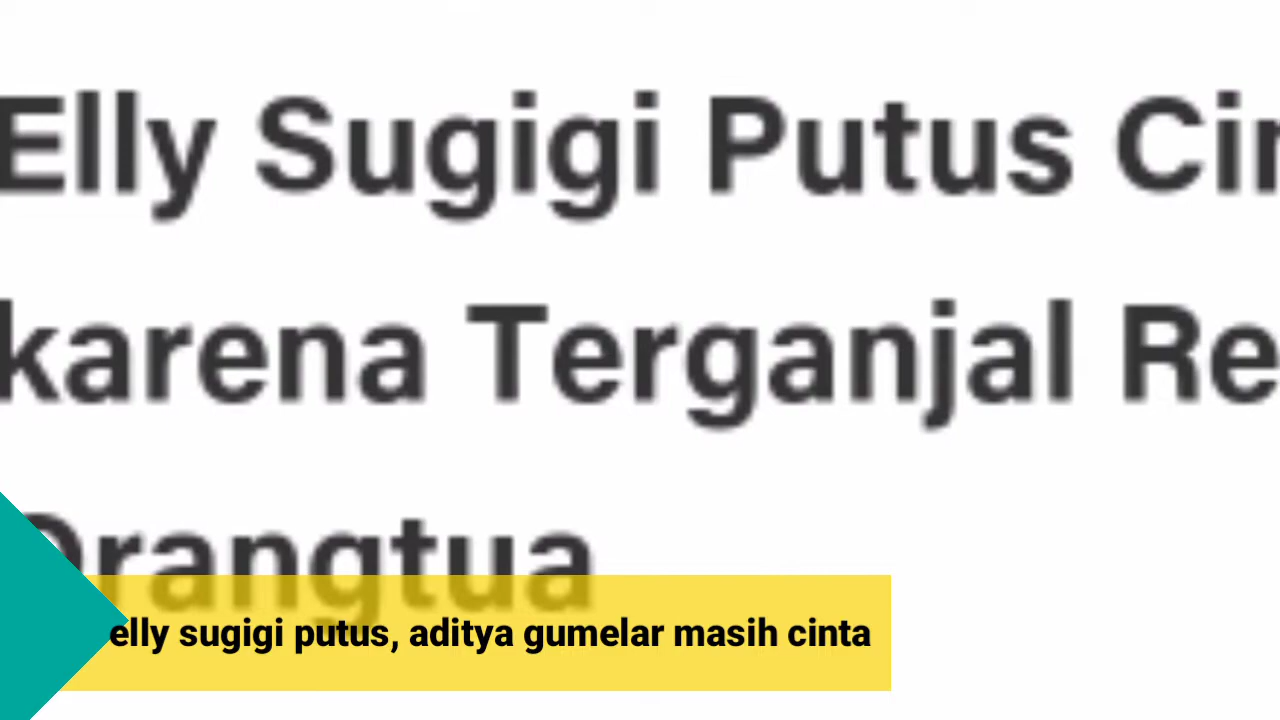 Elly Sugigi Putus
karena Terganjal
Orangtua
elly sugigi putus, aditya gumelar masih cinta